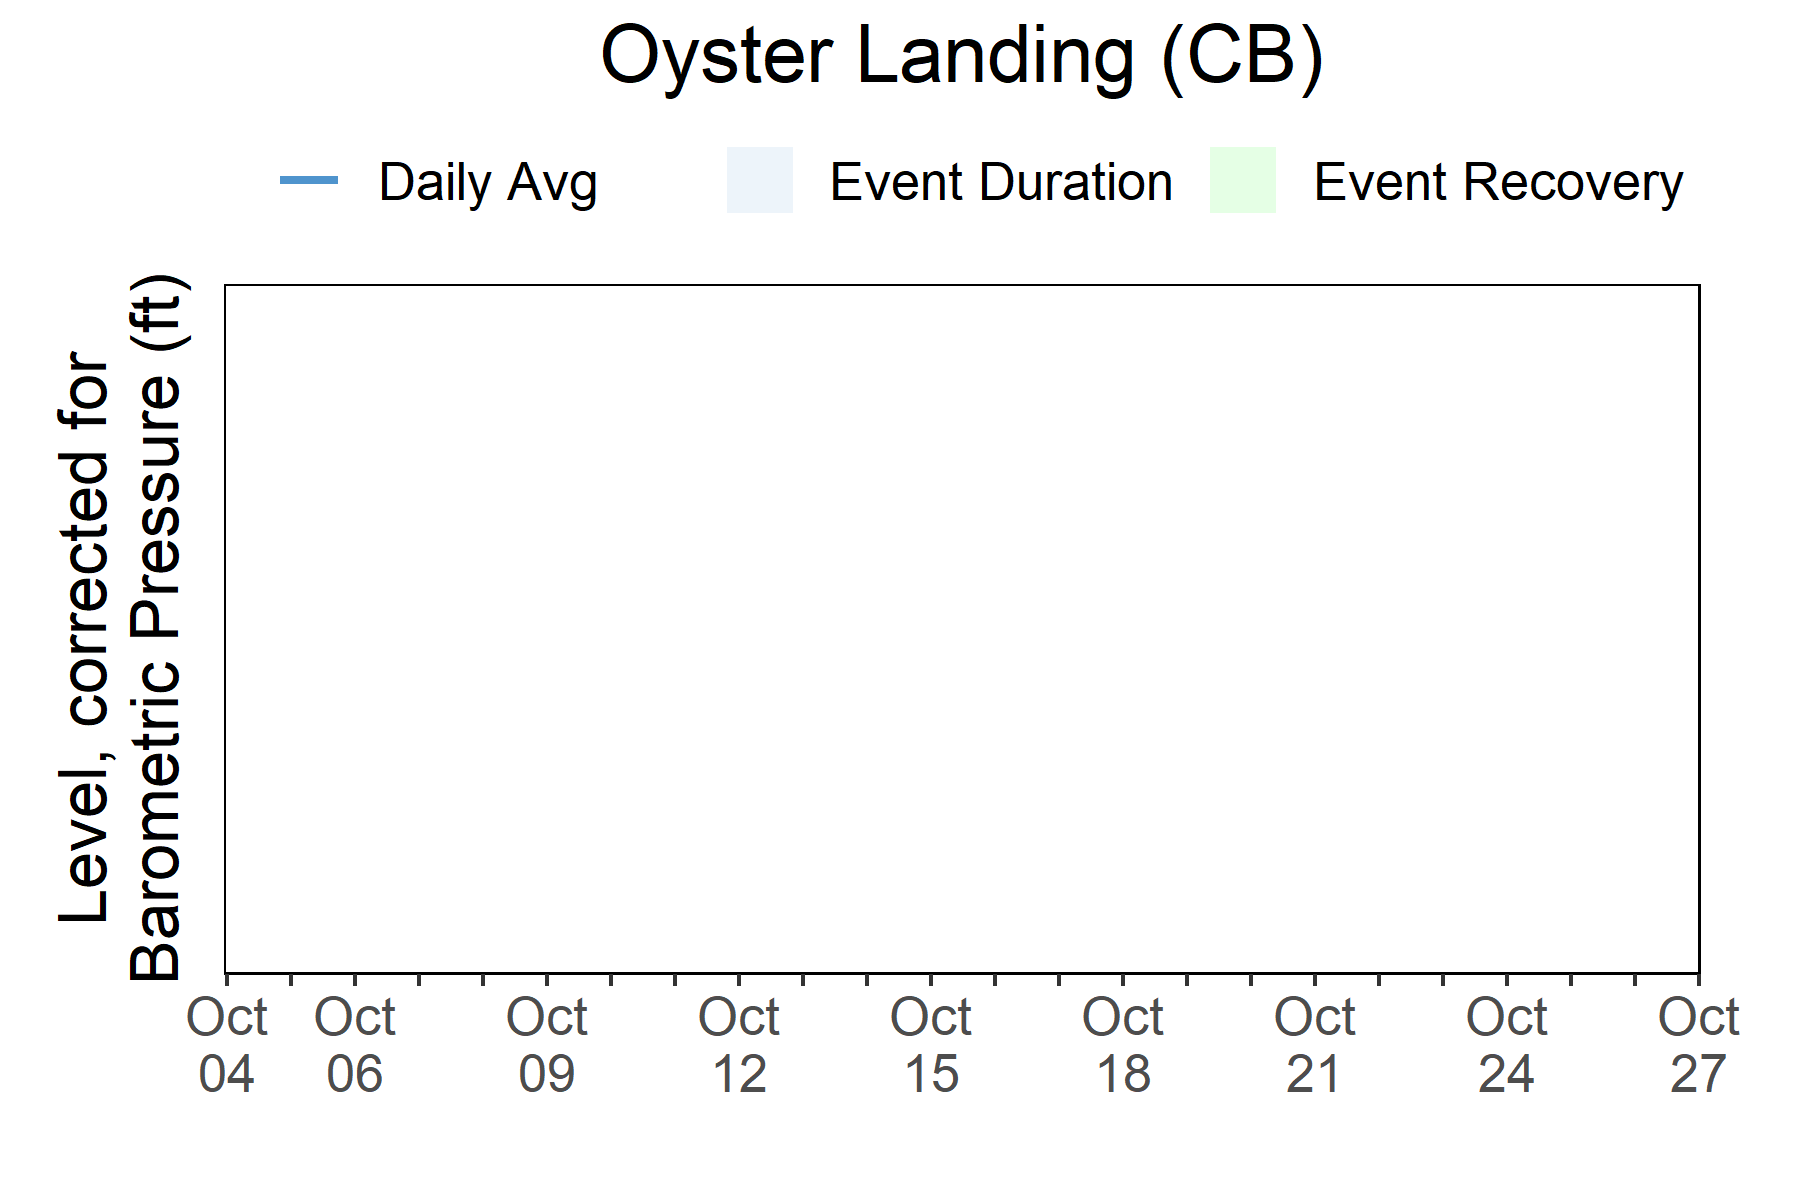 Oyster Landing (CB)
Daily Avg
Event Duration
Event Recovery
Level, corrected for
Barometric Pressure (ft)
Oct Oct Oct Oct Oct Oct Oct Oct Oct
04 06 09 12 15 18 21 24 27